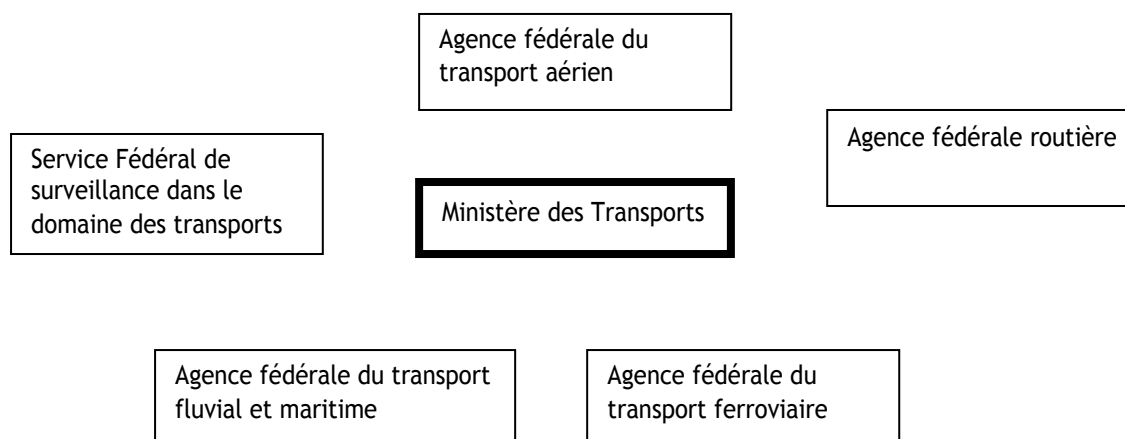 Agence fédérale du
transport aérien
Agence fédérale routière
Service Fédéral de
surveillance dans le
domaine des transports
Ministère des Transports
Agence fédérale du transport
fluvial et maritime
Agence fédérale du
transport ferroviaire